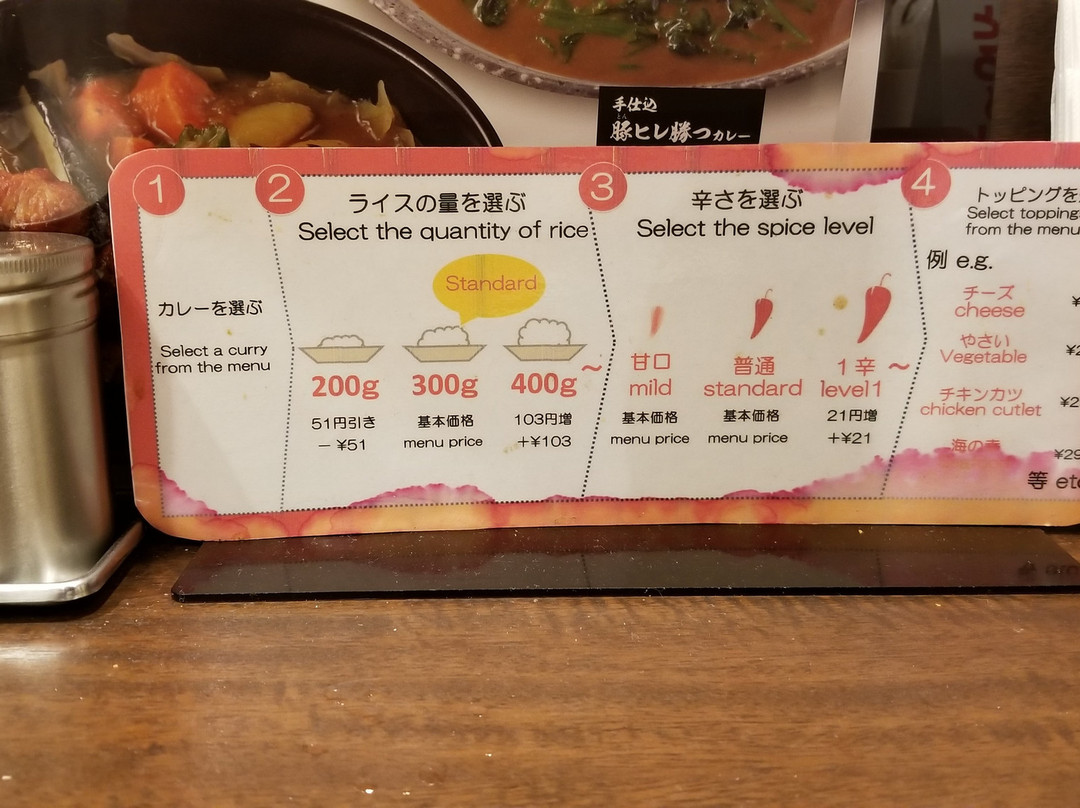 手仕込
とん
豚ヒレ勝つカレー
1
カレーを選ぶ
Select a curry
from the menu
2
ライスの量を選ぶ
Select the quantity of rice
Standard
200g
300g
400g～
51円引き
基本価格
103円増
－ ¥51
menu price
+¥103
3
辛さを選ぶ
Select the spice level
甘口
普通
1辛～
mild
standard
level1
基本価格
基本価格
21円増
menu price
menu price
+¥21
4
トッピングを
Select topping
from the menu
例 e.g.
チーズ
cheese
やさい
Vegetable
チキンカツ
chicken cutlet
海の幸
等 etc